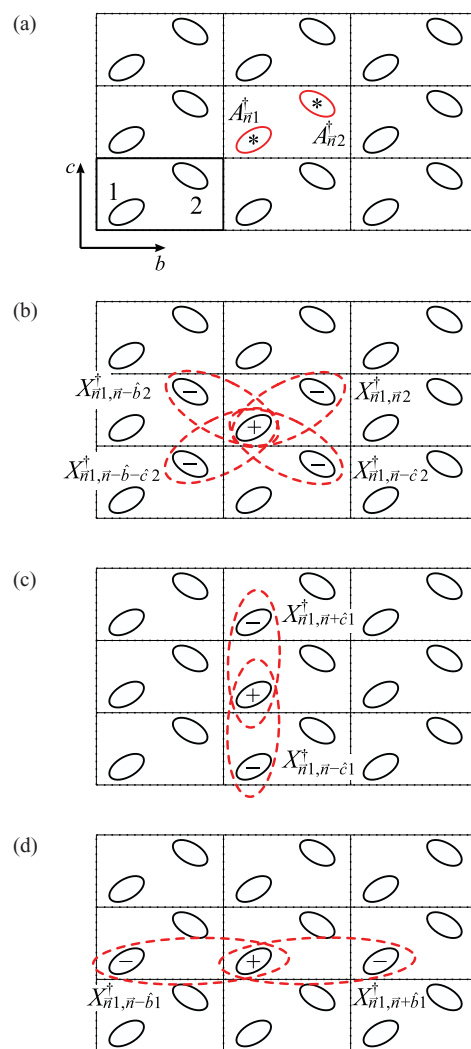 (a)
A†n⃗1
*
*
A†n⃗2
c
1
2
b
(b)
X†n⃗1,n⃗−b̂2
−
−
X†n⃗1,n⃗2
+
X†n⃗1,n⃗−b̂−ĉ2
−
−
X†n⃗1,n⃗−ĉ2
(c)
−
X†n⃗1,n⃗+ĉ1
+
−
X†n⃗1,n⃗−ĉ1
(d)
−
+
−
X†n⃗1,n⃗−b̂1
X†n⃗1,n⃗+b̂1